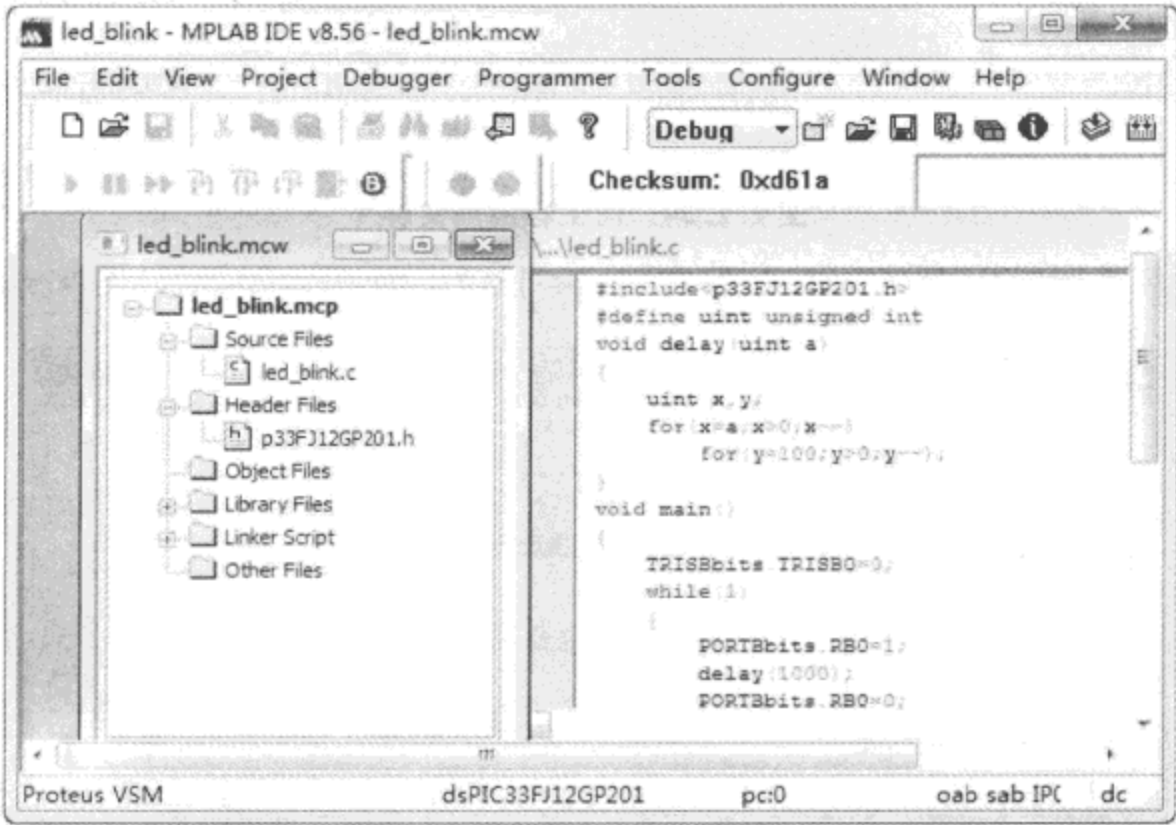 led_blink - MPLAB IDE v8.56 - led_blink.mcw
File Edit View Project Debugger Programmer Tools Configure Window Help
Debug
Checksum: 0xd61a
led_blink.mcw
led_blink.mcp
Source Files
led_blink.c
Header Files
p33FJ12GP201.h
Object Files
Library Files
Linker Script
Other Files
\...\led_blink.c
#include<p33FJ12GP201.h>
#define uint unsigned int
void delay(uint a)
{
uint x,y;
for(x=a;x>0;x--)
for(y=100;y>0;y--);
}
void main()
{
TRISBbits.TRISB0=0;
while(1)
{
PORTBbits.RB0=1;
delay(1000);
PORTBbits.RB0=0;
Proteus VSM dsPIC33FJ12GP201 pc:0 oab sab IP( dc